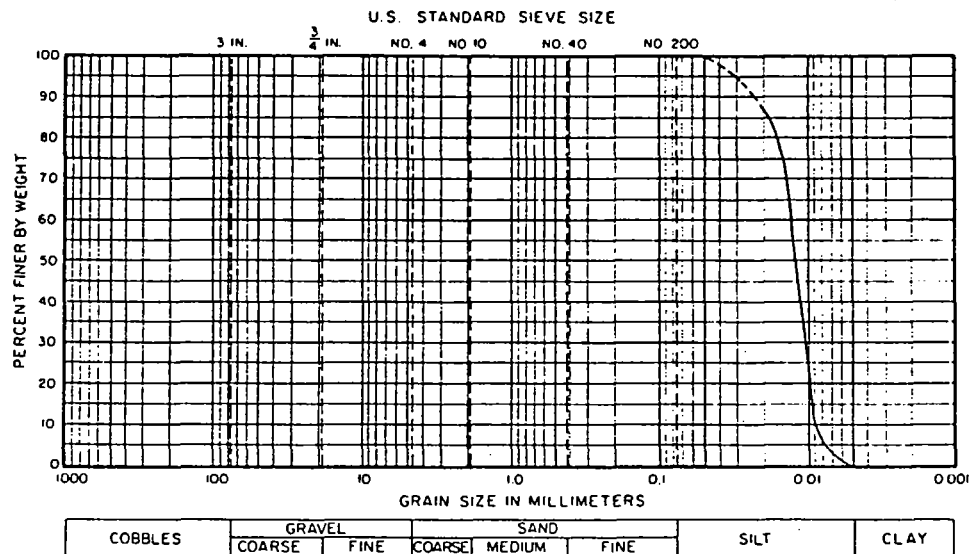 U.S. STANDARD SIEVE SIZE
3 IN. 3/4 IN. NO. 4 NO 10 NO. 40 NO 200
PERCENT FINER BY WEIGHT
100
90
80
70
60
50
40
30
20
10
0
1000 100 10 1.0 0.1 0.01 0.001
GRAIN SIZE IN MILLIMETERS
COBBLES GRAVEL SAND SILT CLAY
COARSE FINE COARSE MEDIUM FINE